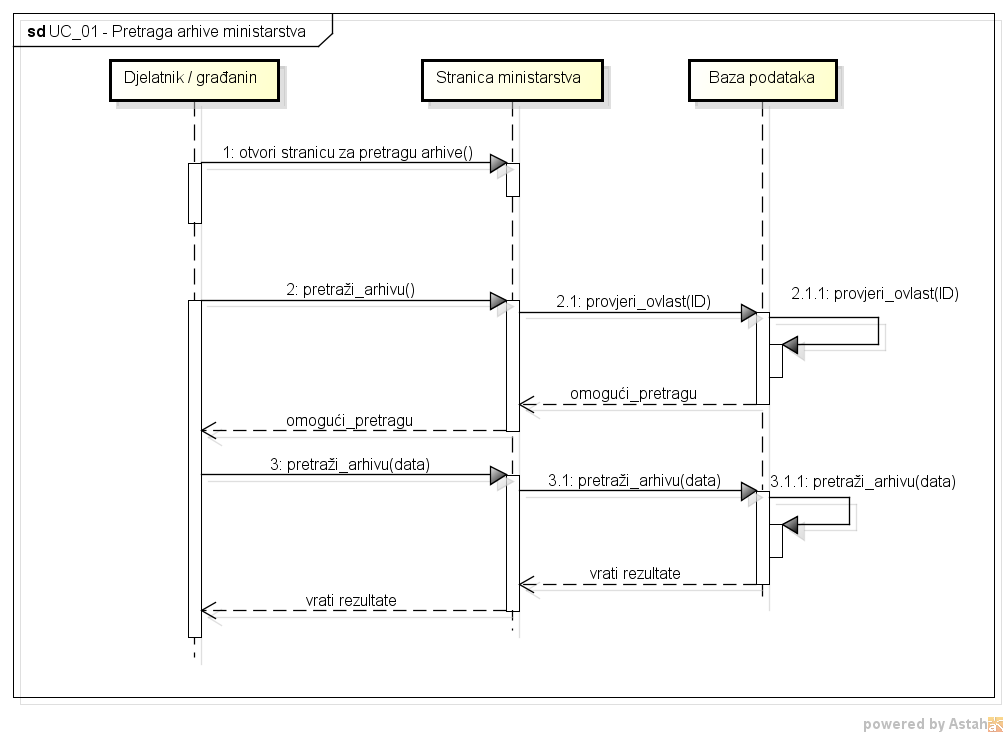 sd UC_01 - Pretraga arhive ministarstva
Djelatnik / građanin
Stranica ministarstva
Baza podataka
1: otvori stranicu za pretragu arhive()
2: pretraži_arhivu()
2.1: provjeri_ovlast(ID)
2.1.1: provjeri_ovlast(ID)
omogući_pretragu
omogući_pretragu
3: pretraži_arhivu(data)
3.1: pretraži_arhivu(data)
3.1.1: pretraži_arhivu(data)
vrati rezultate
vrati rezultate
powered by Astah